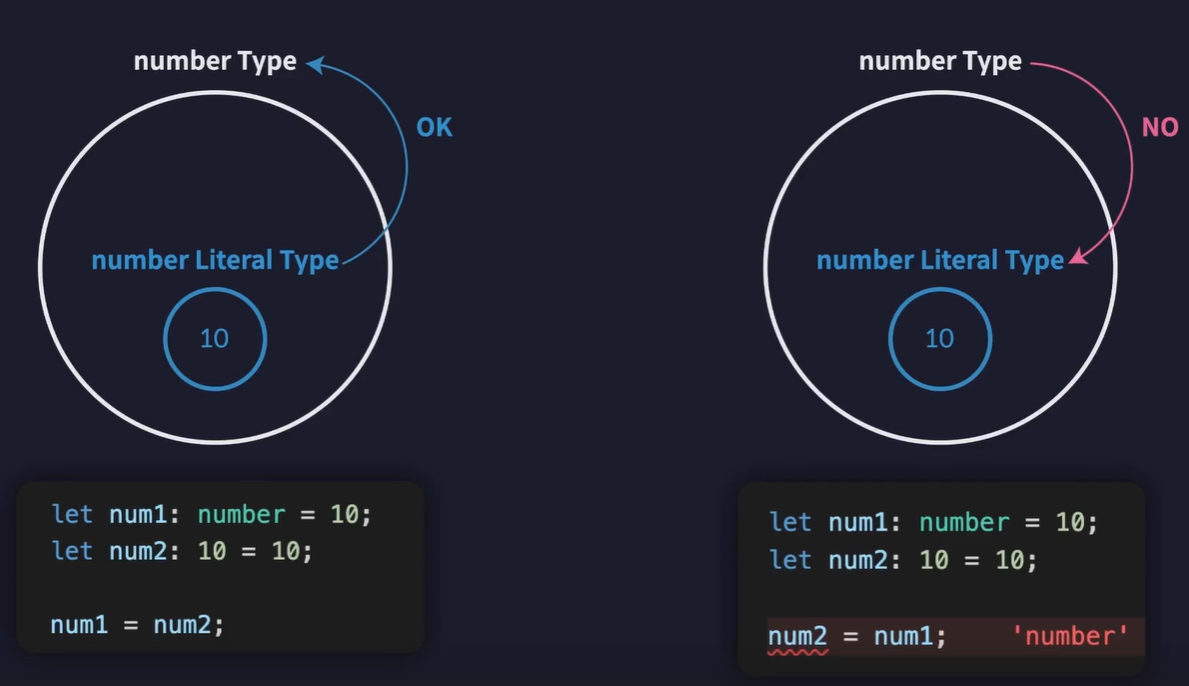 number Type
OK
number Literal Type
10
let num1: number = 10;
let num2: 10 = 10;
num1 = num2;
number Type
NO
number Literal Type
10
let num1: number = 10;
let num2: 10 = 10;
num2 = num1; 'number'